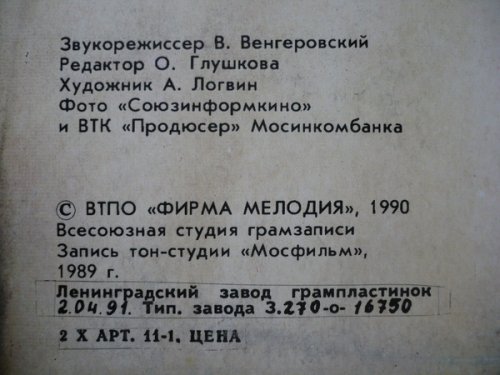 Звукорежиссер В. Венгеровский
Редактор О. Глушкова
Художник А. Логвин
Фото «Союзинформкино»
и ВТК «Продюсер» Мосинкомбанка
© ВТПО «ФИРМА МЕЛОДИЯ», 1990
Всесоюзная студия грамзаписи
Запись тон-студии «Мосфильм»,
1989 г.
Ленинградский завод грампластинок
2.04.91. Тип. завода З.270-о-16750
2 Х АРТ. 11-1. ЦЕНА